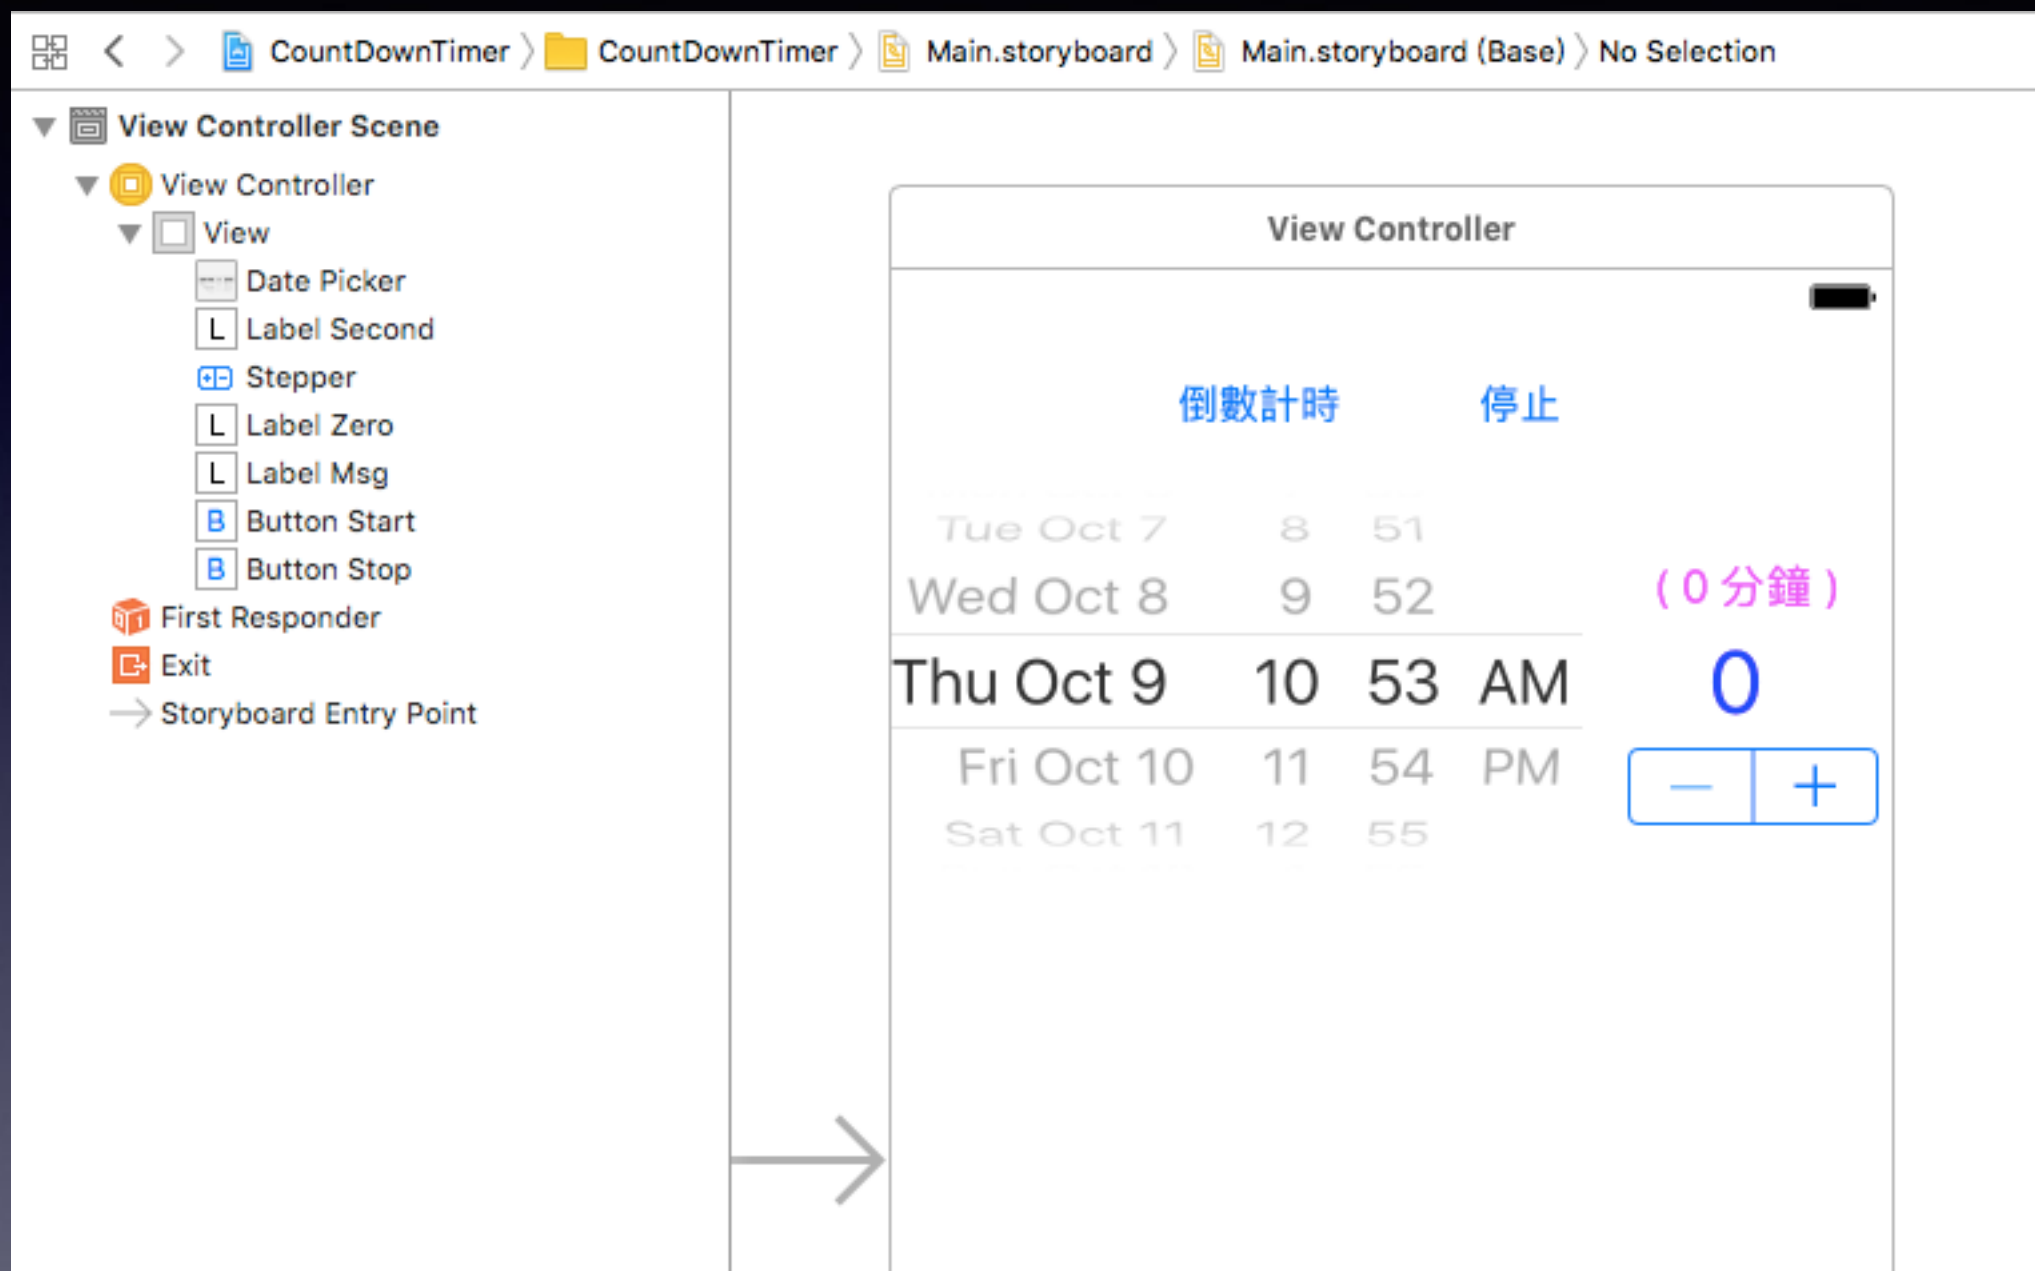 CountDownTimer 〉 CountDownTimer 〉 Main.storyboard 〉 Main.storyboard (Base) 〉 No Selection
View Controller Scene
View Controller
View
Date Picker
L Label Second
Stepper
L Label Zero
L Label Msg
B Button Start
B Button Stop
First Responder
Exit
Storyboard Entry Point
View Controller
倒數計時 停止
Tue Oct 7 8 51
Wed Oct 8 9 52
(0 分鐘)
Thu Oct 9 10 53 AM
0
Fri Oct 10 11 54 PM
− +
Sat Oct 11 12 55